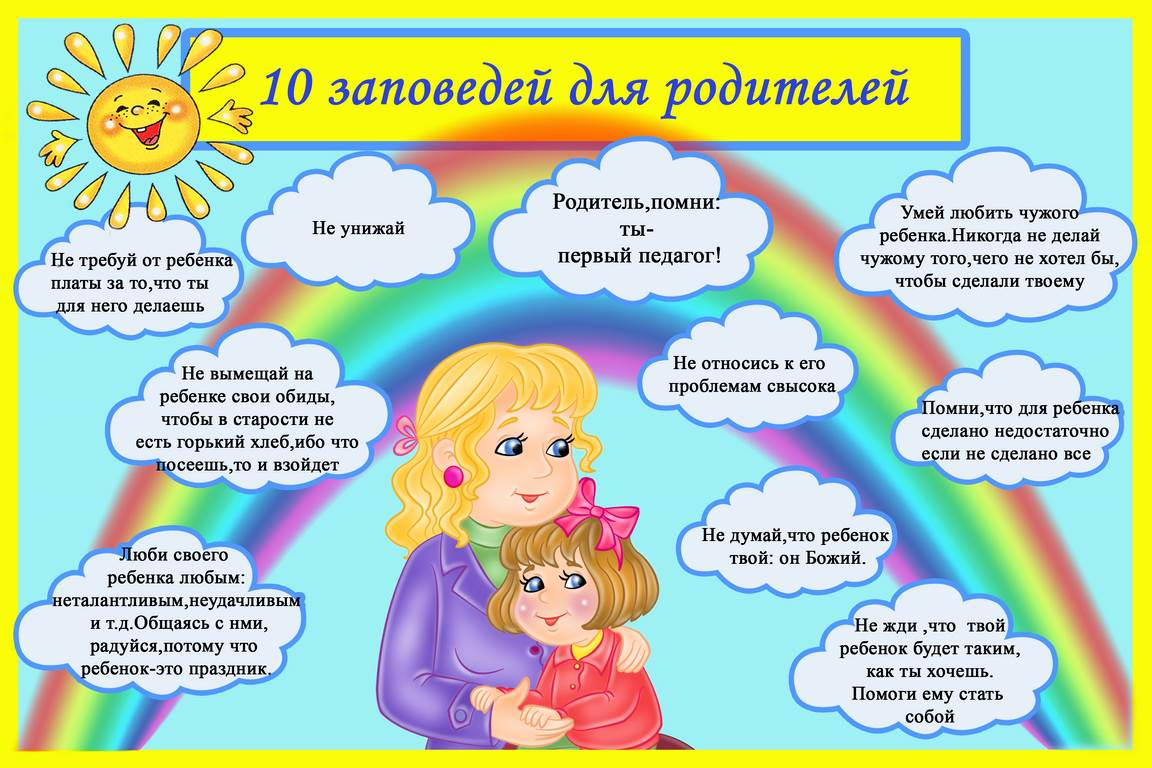 10 заповедей для родителей
Не требуй от ребенка
платы за то,что ты
для него делаешь
Не унижай
Родитель,помни:
ты-
первый педагог!
Умей любить чужого
ребенка.Никогда не делай
чужому того,чего не хотел бы,
чтобы сделали твоему
Не вымещай на
ребенке свои обиды,
чтобы в старости не
есть горький хлеб,ибо что
посеешь,то и взойдет
Не относись к его
проблемам свысока
Помни,что для ребенка
сделано недостаточно
если не сделано все
Люби своего
ребенка любым:
неталантливым,неудачливым
и т.д.Общаясь с нми,
радуйся,потому что
ребенок-это праздник.
Не думай,что ребенок
твой: он Божий.
Не жди ,что твой
ребенок будет таким,
как ты хочешь.
Помоги ему стать
собой